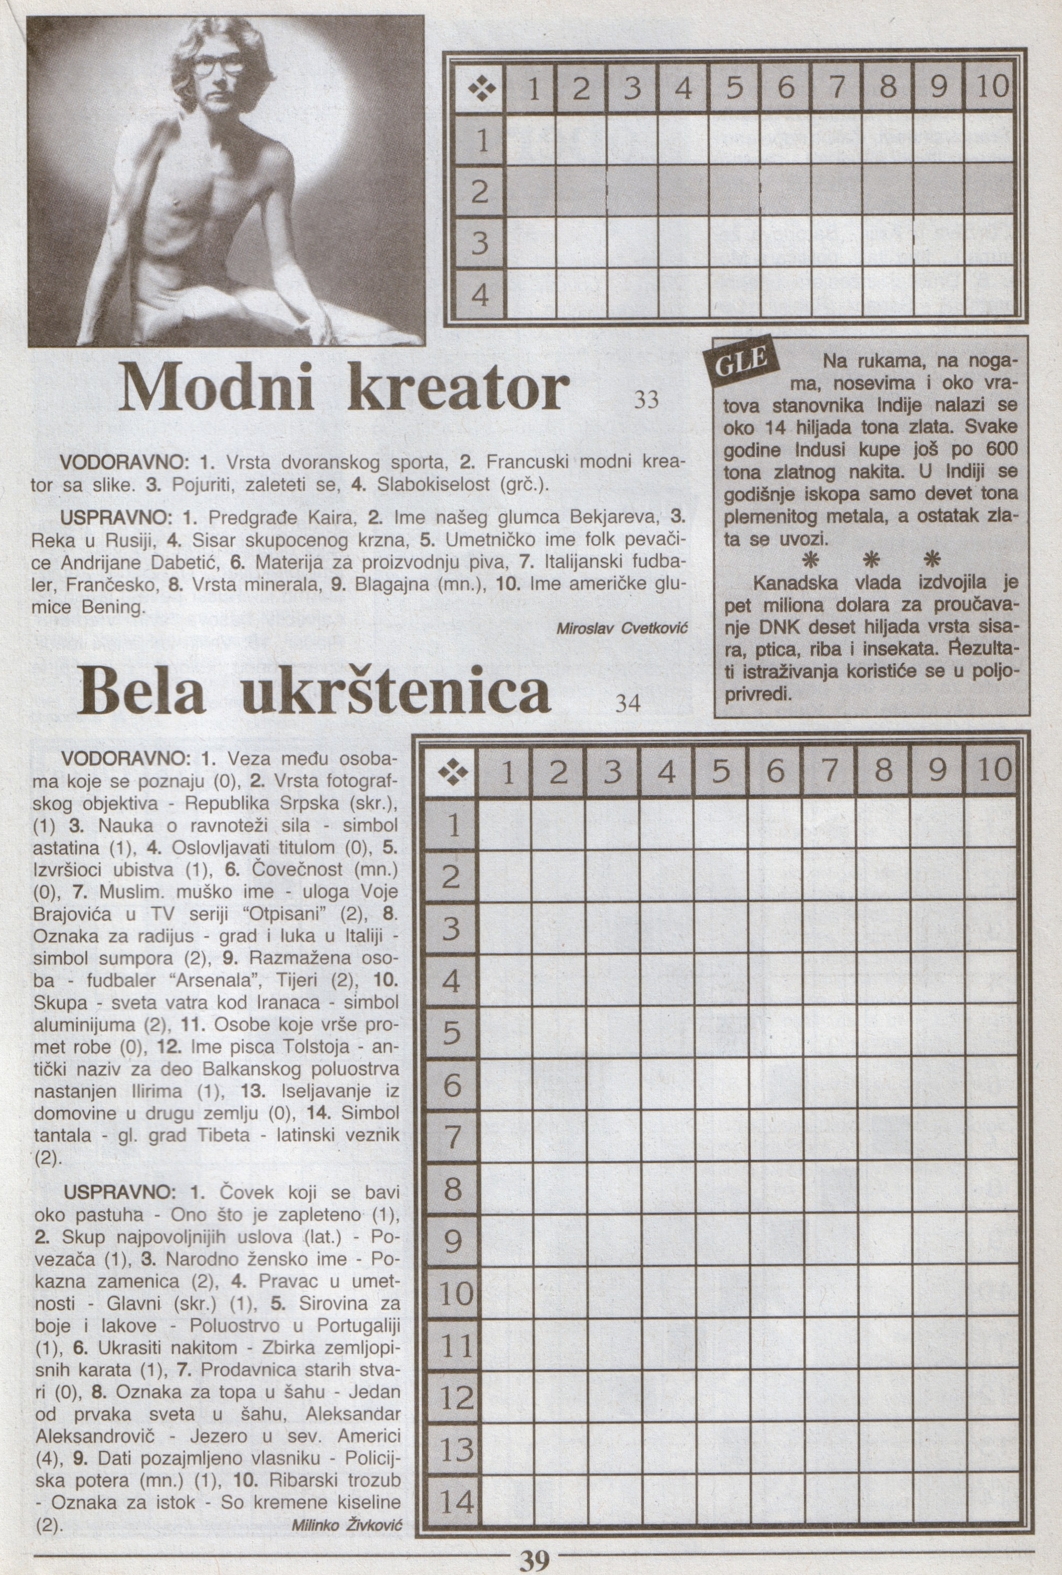 1 2 3 4 5 6 7 8 9 10
1
2
3
4
Modni kreator 33
VODORAVNO: 1. Vrsta dvoranskog sporta, 2. Francuski modni krea-
tor sa slike. 3. Pojuriti, zaleteti se, 4. Slabokiselost (grč.).
USPRAVNO: 1. Predgrađe Kaira, 2. Ime našeg glumca Bekjareva, 3.
Reka u Rusiji, 4. Sisar skupocenog krzna, 5. Umetničko ime folk pevači-
ce Andrijane Dabetić, 6. Materija za proizvodnju piva, 7. Italijanski fudba-
ler, Frančesko, 8. Vrsta minerala, 9. Blagajna (mn.), 10. Ime američke glu-
mice Bening.
Miroslav Cvetković
GLE
Na rukama, na noga-
ma, nosevima i oko vra-
tova stanovnika Indije nalazi se
oko 14 hiljada tona zlata. Svake
godine Indusi kupe još po 600
tona zlatnog nakita. U Indiji se
godišnje iskopa samo devet tona
plemenitog metala, a ostatak zla-
ta se uvozi.
* * *
Kanadska vlada izdvojila je
pet miliona dolara za proučava-
nje DNK deset hiljada vrsta sisa-
ra, ptica, riba i insekata. Rezulta-
ti istraživanja koristiće se u poljo-
privredi.
Bela ukrštenica 34
VODORAVNO: 1. Veza među osoba-
ma koje se poznaju (0), 2. Vrsta fotograf-
skog objektiva - Republika Srpska (skr.),
(1) 3. Nauka o ravnoteži sila - simbol
astatina (1), 4. Oslovljavati titulom (0), 5.
Izvršioci ubistva (1), 6. Čovečnost (mn.)
(0), 7. Muslim. muško ime - uloga Voje
Brajovića u TV seriji “Otpisani” (2), 8.
Oznaka za radijus - grad i luka u Italiji -
simbol sumpora (2), 9. Razmažena oso-
ba - fudbaler “Arsenala”, Tijeri (2), 10.
Skupa - sveta vatra kod Iranaca - simbol
aluminijuma (2), 11. Osobe koje vrše pro-
met robe (0), 12. Ime pisca Tolstoja - an-
tički naziv za deo Balkanskog poluostrva
nastanjen Ilirima (1), 13. Iseljavanje iz
domovine u drugu zemlju (0), 14. Simbol
tantala - gl. grad Tibeta - latinski veznik
(2).
USPRAVNO: 1. Čovek koji se bavi
oko pastuha - Ono što je zapleteno (1),
2. Skup najpovoljnijih uslova (lat.) - Po-
vezača (1), 3. Narodno žensko ime - Po-
kazna zamenica (2), 4. Pravac u umet-
nosti - Glavni (skr.) (1), 5. Sirovina za
boje i lakove - Poluostrvo u Portugaliji
(1), 6. Ukrasiti nakitom - Zbirka zemljopi-
snih karata (1), 7. Prodavnica starih stva-
ri (0), 8. Oznaka za topa u šahu - Jedan
od prvaka sveta u šahu, Aleksandar
Aleksandrovič - Jezero u sev. Americi
(4), 9. Dati pozajmljeno vlasniku - Policij-
ska potera (mn.) (1), 10. Ribarski trozub
- Oznaka za istok - So kremene kiseline
(2).
Milinko Živković
1 2 3 4 5 6 7 8 9 10
1
2
3
4
5
6
7
8
9
10
11
12
13
14
39